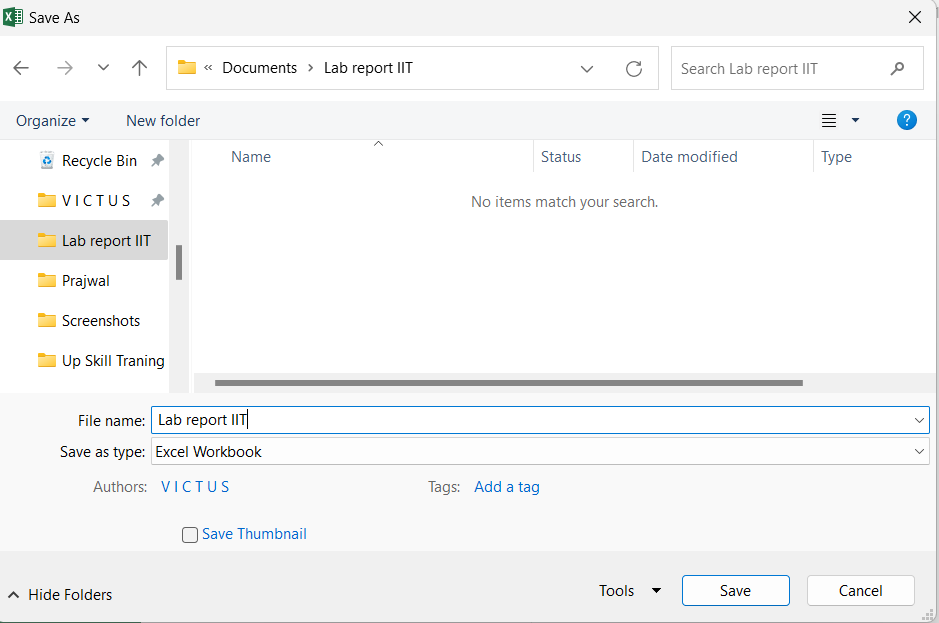 Save As
« Documents › Lab report IIT
Search Lab report IIT
Organize
New folder
?
Name
Status
Date modified
Type
No items match your search.
Recycle Bin
V I C T U S
Lab report IIT
Prajwal
Screenshots
Up Skill Traning
File name: Lab report IIT
Save as type: Excel Workbook
Authors: V I C T U S
Tags: Add a tag
Save Thumbnail
Hide Folders
Tools
Save
Cancel